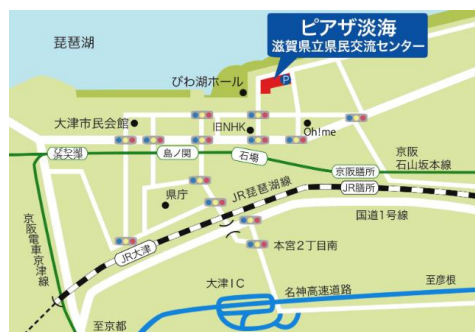 ピアザ淡海
滋賀県立県民交流センター
琵琶湖
びわ湖ホール
P
大津市民会館
旧NHK
Oh!me
京阪
石山坂本線
びわ湖
浜大津
島ノ関
石場
京阪膳所
JR膳所
県庁
JR琵琶湖線
国道1号線
京阪電車京津線
JR大津
本宮2丁目南
大津IC
名神高速道路
至彦根
至京都